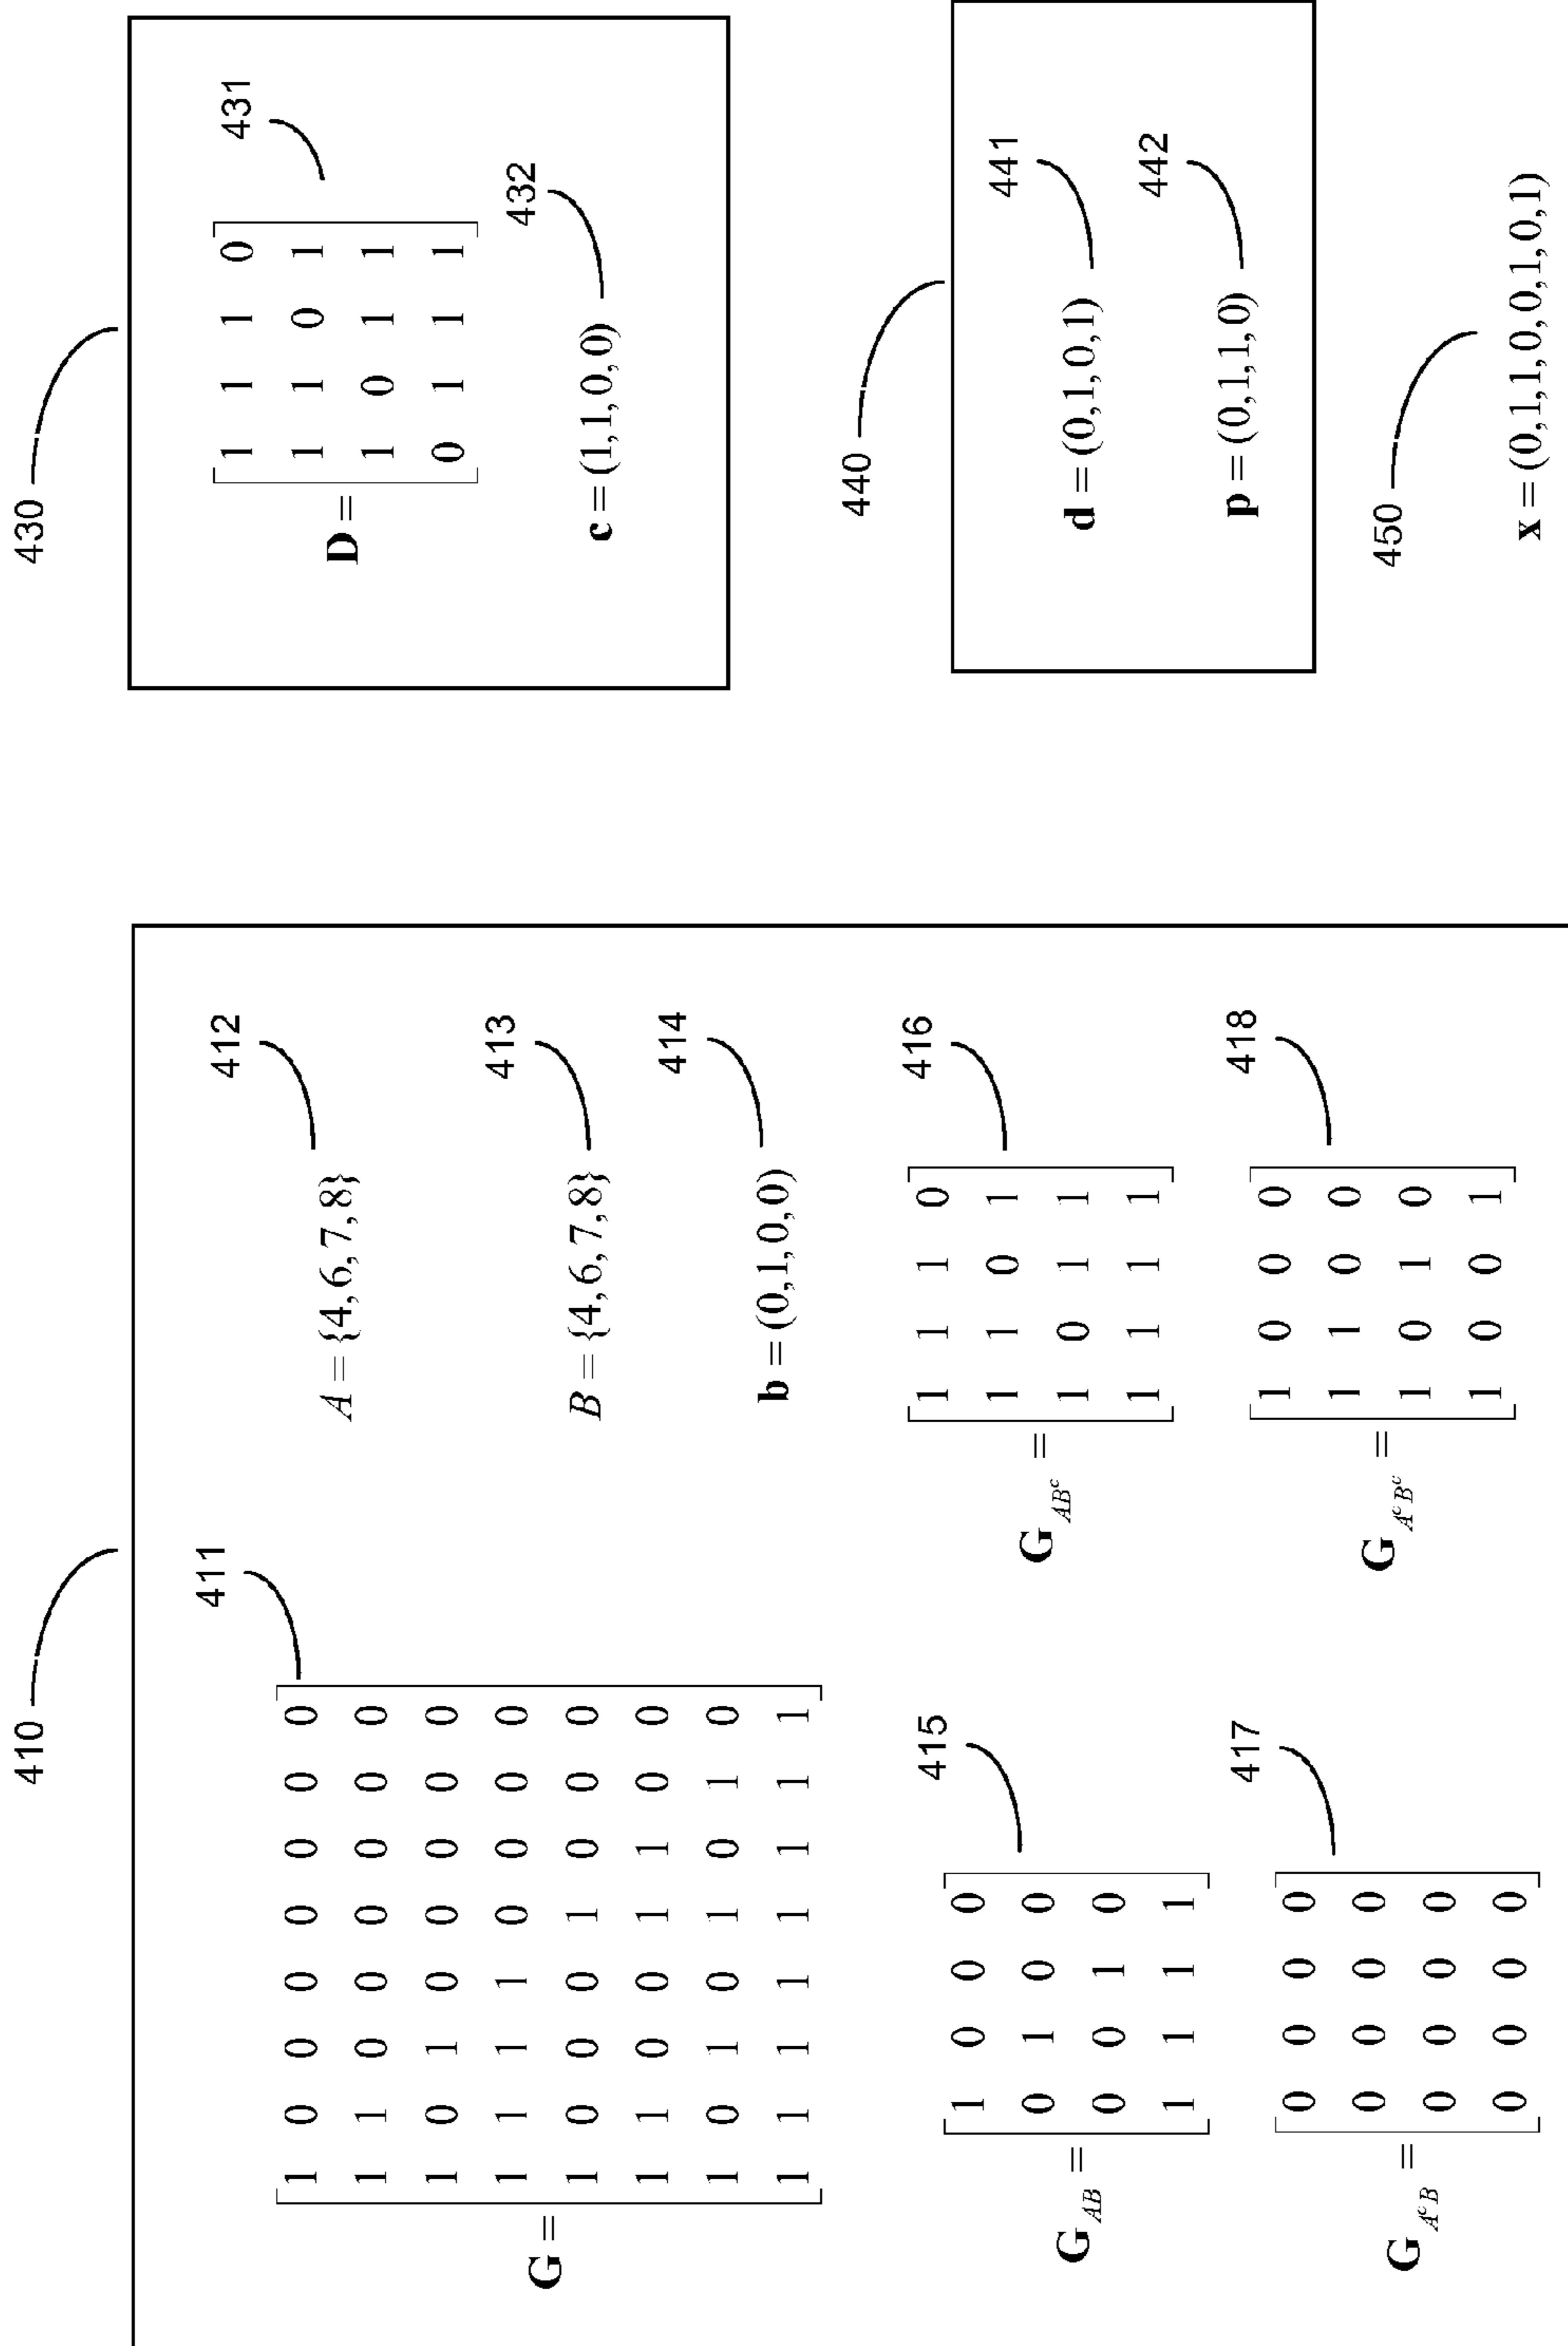 410
411
G =
1 0 0 0 0 0 0 0
1 1 0 0 0 0 0 0
1 0 1 0 0 0 0 0
1 1 1 1 0 0 0 0
1 0 0 0 1 0 0 0
1 1 0 0 1 1 0 0
1 0 1 0 1 0 1 0
1 1 1 1 1 1 1 1
412
A = {4,6,7,8}
413
B = {4,6,7,8}
414
b = (0,1,0,0)
415
G_AB =
1 0 0 0
0 1 0 0
0 0 1 0
1 1 1 1
416
G_AB^c =
1 1 1 0
1 1 0 1
1 0 1 1
1 1 1 1
417
G_A^cB =
0 0 0 0
0 0 0 0
0 0 0 0
0 0 0 0
418
G_A^cB^c =
1 0 0 0
1 1 0 0
1 0 1 0
1 0 0 1
430
431
D =
1 1 1 0
1 1 0 1
1 0 1 1
0 1 1 1
432
c = (1,1,0,0)
440
441
d = (0,1,0,1)
442
p = (0,1,1,0)
450
x = (0,1,1,0,0,1,0,1)